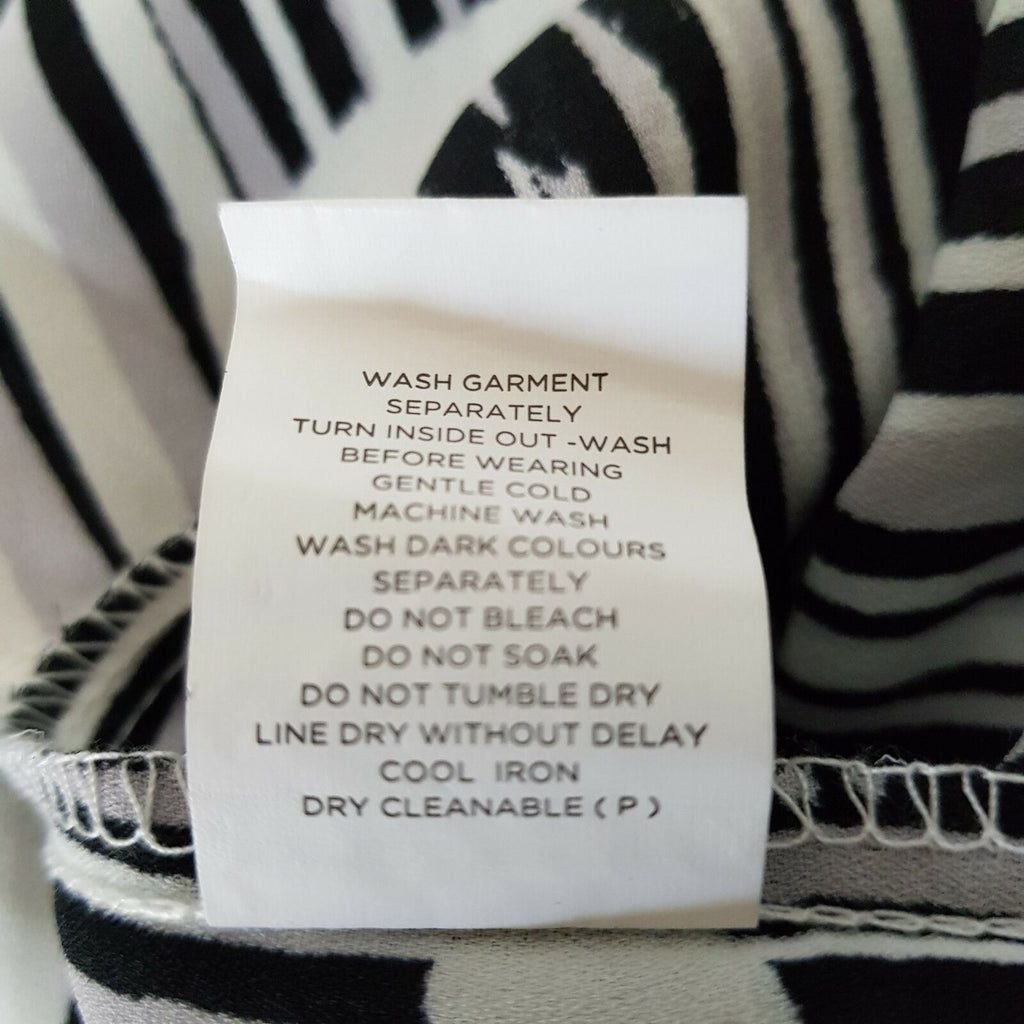 WASH GARMENT
SEPARATELY
TURN INSIDE OUT -WASH
BEFORE WEARING
GENTLE COLD
MACHINE WASH
WASH DARK COLOURS
SEPARATELY
DO NOT BLEACH
DO NOT SOAK
DO NOT TUMBLE DRY
LINE DRY WITHOUT DELAY
COOL IRON
DRY CLEANABLE ( P )